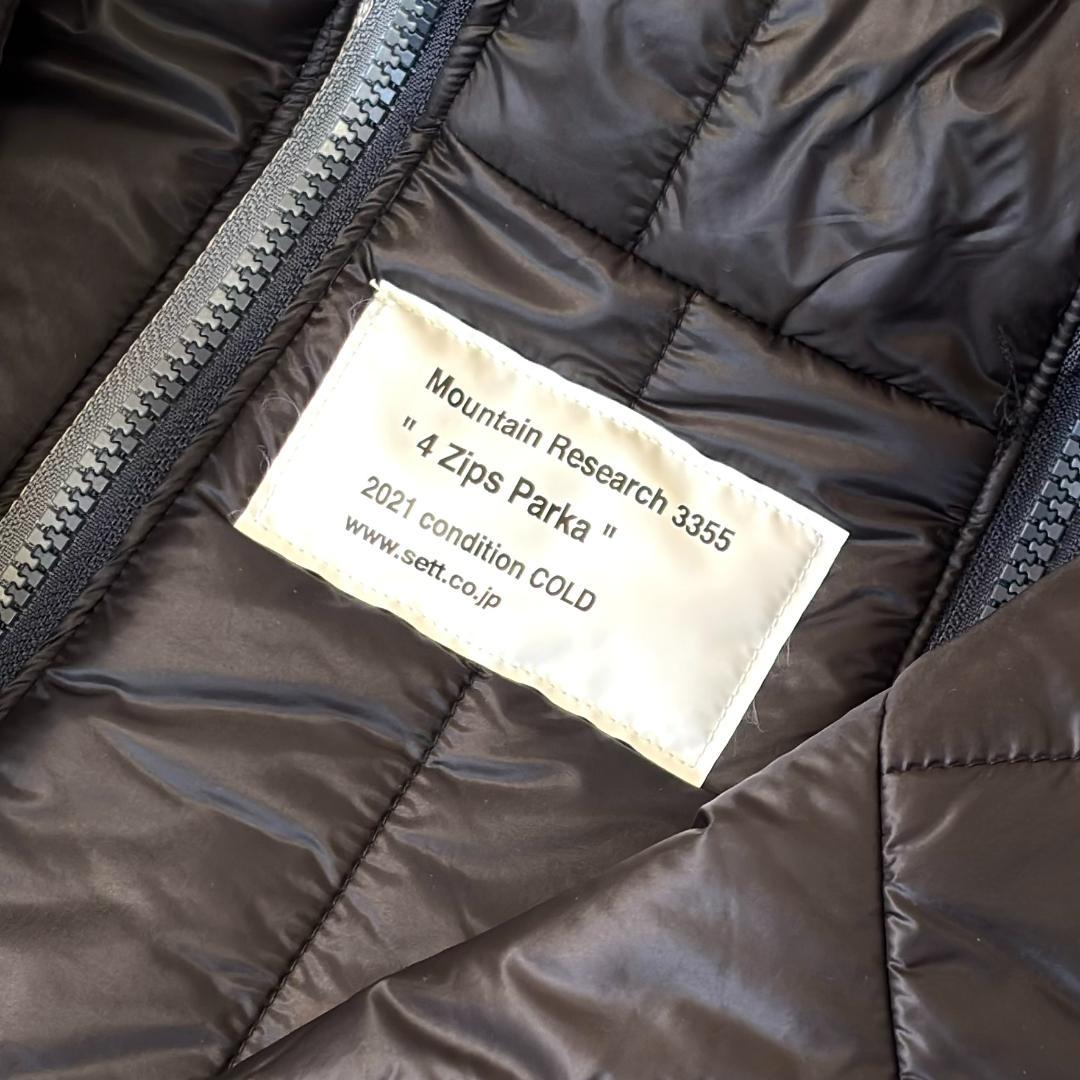 Mountain Research 3355
" 4 Zips Parka "
2021 condition COLD
www.sett.co.jp